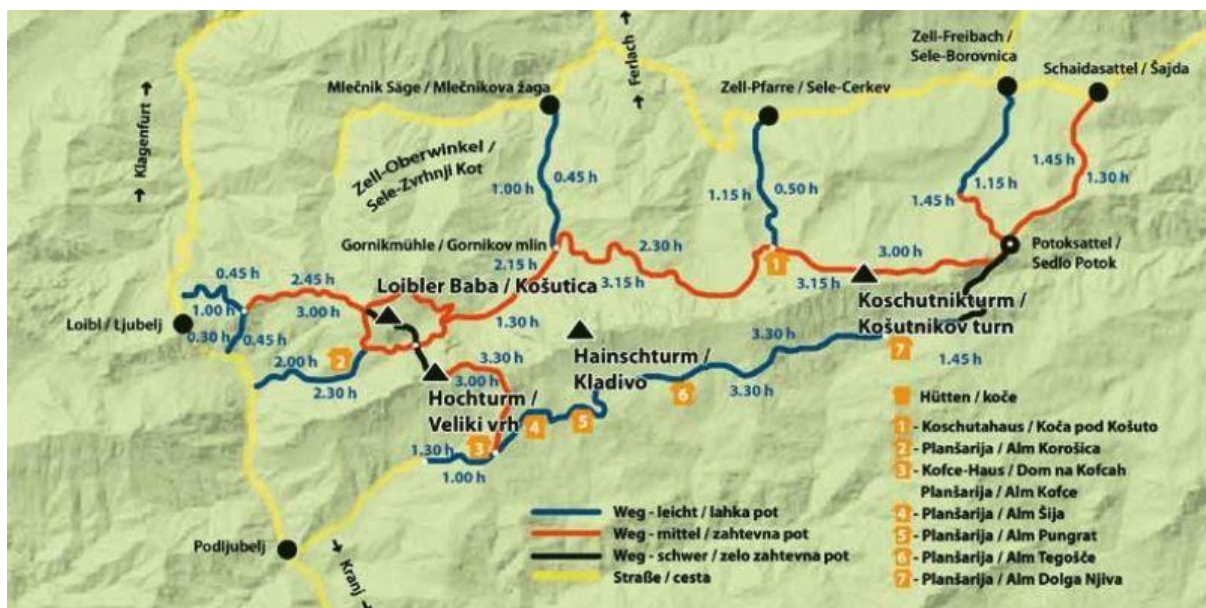 Zell-Freibach /
Sele-Borovnica
Schaidasattel / Šajda
Ferlach
Mlečnik Säge / Mlečnikova žaga
Zell-Pfarre / Sele-Cerkev
Klagenfurt
Zell-Oberwinkel /
Sele-Zvrhnji Kot
1.00 h
0.45 h
1.15 h
0.50 h
1.45 h
1.15 h
1.45 h
1.30 h
Gornikmühle / Gornikov mlin
2.30 h
3.00 h
Potoksattel /
Sedlo Potok
2.15 h
3.15 h
1
3.15 h
0.45 h
2.45 h
Loibler Baba / Košutica
Koschutnikturm /
Košutnikov turn
1.00 h
3.00 h
1.30 h
Loibl / Ljubelj
0.30 h
0.45 h
3.30 h
3.30 h
7
1.45 h
2.00 h
2
2.30 h
Hainschturm /
Kladivo
3.00 h
6
3.30 h
Hochturm /
Veliki vrh
4
5
1.30 h
3
1.00 h
Hütten / koče
1 - Koschutahaus / Koča pod Košuto
2 - Planšarija / Alm Korošica
3 - Kofce-Haus / Dom na Kofcah
Planšarija / Alm Kofce
4 - Planšarija / Alm Šija
5 - Planšarija / Alm Pungrat
6 - Planšarija / Alm Tegošče
7 - Planšarija / Alm Dolga Njiva
Weg - leicht / lahka pot
Weg - mittel / zahtevna pot
Weg - schwer / zelo zahtevna pot
Straße / cesta
Podljubelj
Kranj